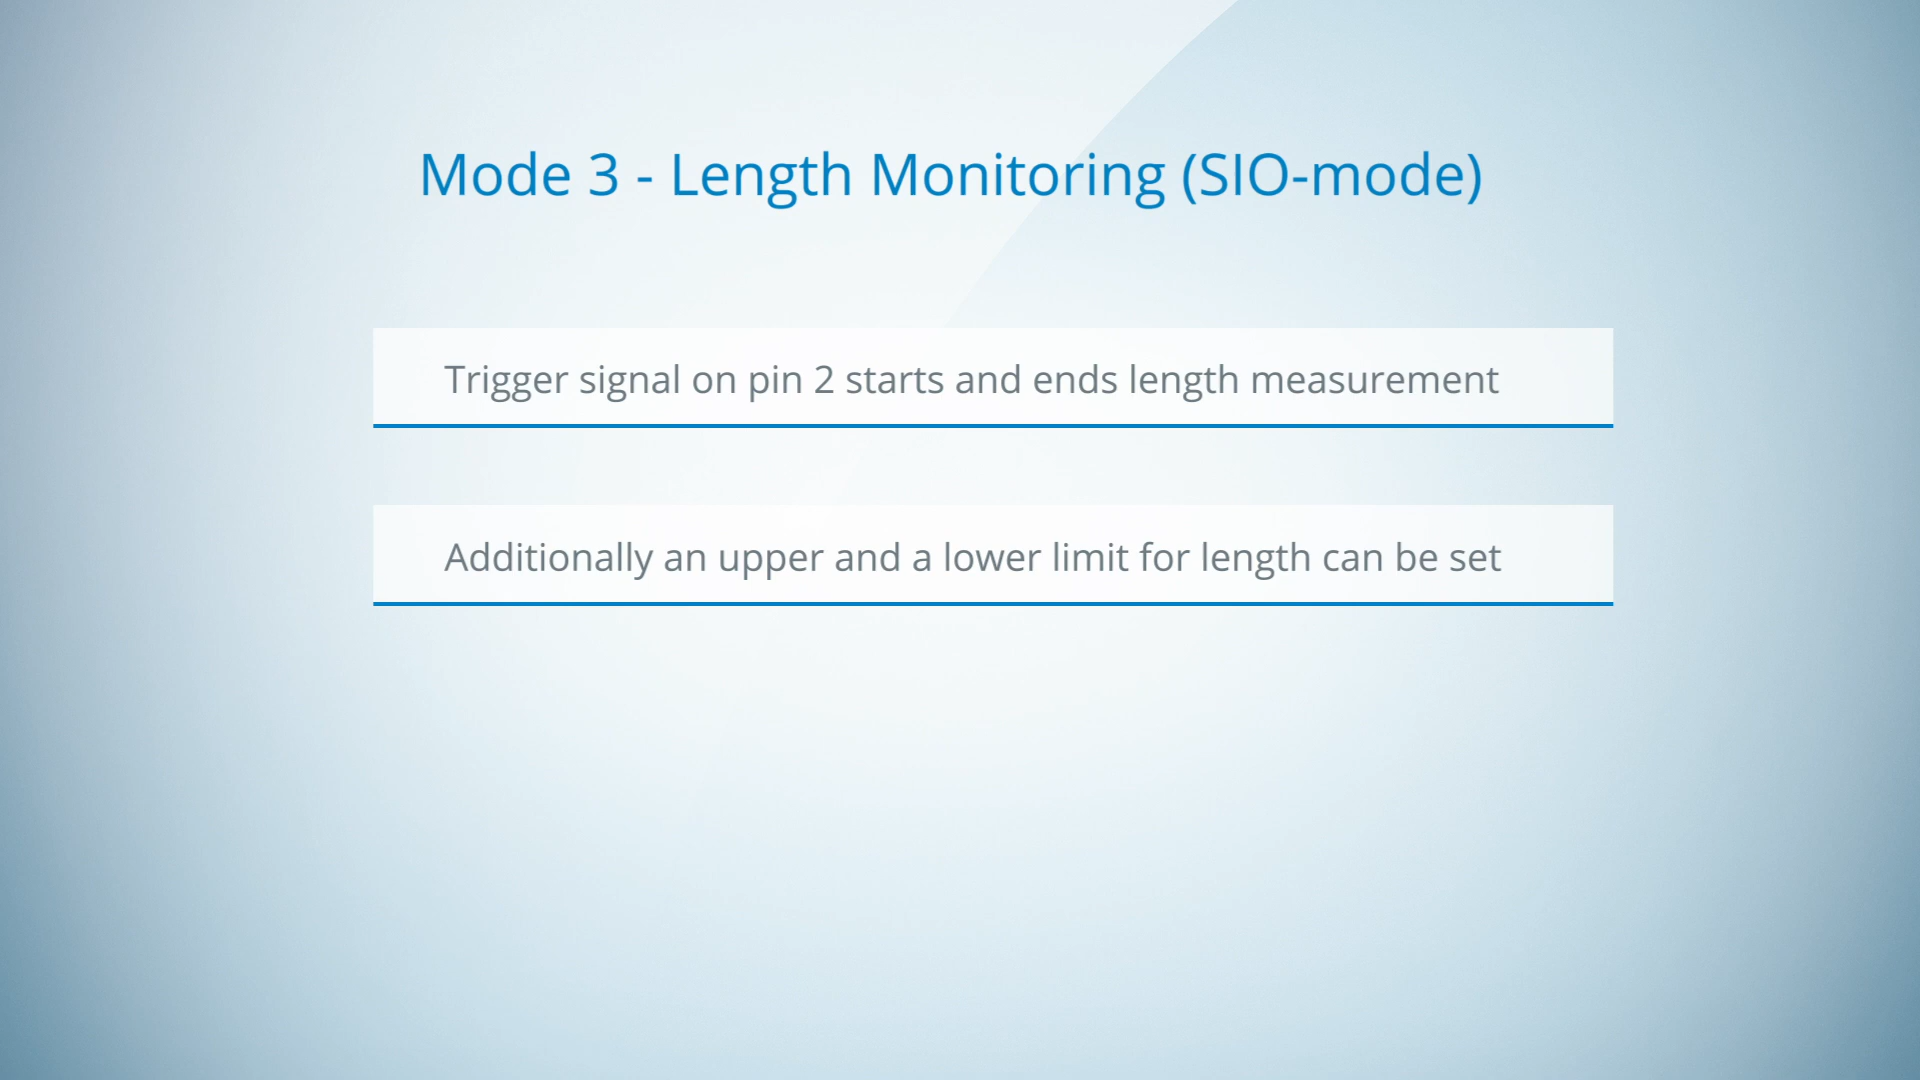 Mode 3 - Length Monitoring (SIO-mode)
Trigger signal on pin 2 starts and ends length measurement
Additionally an upper and a lower limit for length can be set